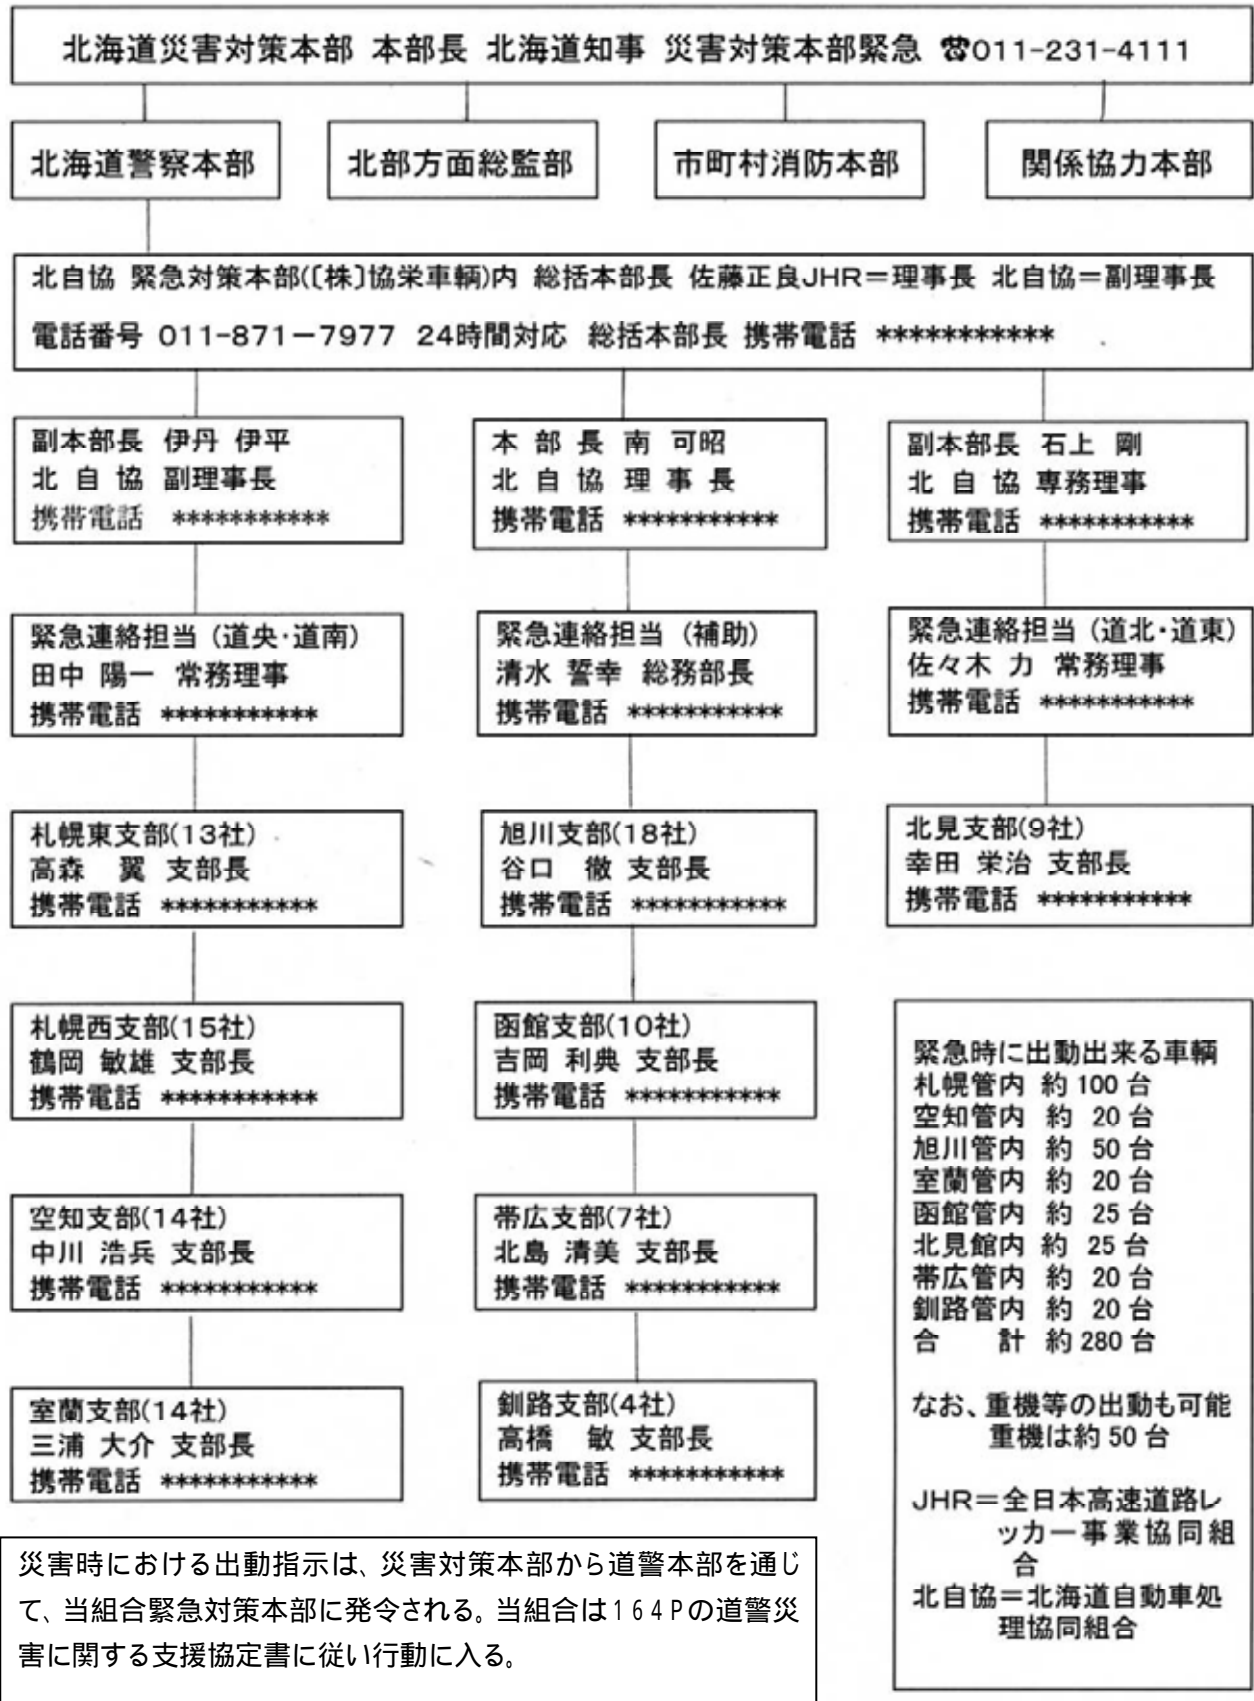 北海道災害対策本部 本部長 北海道知事 災害対策本部緊急 ☎011-231-4111
北海道警察本部
北部方面総監部
市町村消防本部
関係協力本部
北自協 緊急対策本部(〔株〕協栄車輌)内 総括本部長 佐藤正良JHR＝理事長 北自協＝副理事長
電話番号 011-871－7977 24時間対応 総括本部長 携帯電話 ***********
副本部長 伊丹 伊平
北 自 協 副理事長
携帯電話 ***********
本 部 長 南 可昭
北 自 協 理 事 長
携帯電話 ***********
副本部長 石上 剛
北 自 協 専務理事
携帯電話 ***********
緊急連絡担当（道央･道南）
田中 陽一 常務理事
携帯電話 ***********
緊急連絡担当（補助）
清水 誓幸 総務部長
携帯電話 ***********
緊急連絡担当（道北･道東）
佐々木 力 常務理事
携帯電話 ***********
札幌東支部(13社)
高森 翼 支部長
携帯電話 ***********
旭川支部(18社)
谷口 徹 支部長
携帯電話 ***********
北見支部(9社)
幸田 栄治 支部長
携帯電話 ***********
札幌西支部(15社)
鶴岡 敏雄 支部長
携帯電話 ***********
函館支部(10社)
吉岡 利典 支部長
携帯電話 ***********
空知支部(14社)
中川 浩兵 支部長
携帯電話 ***********
帯広支部(7社)
北島 清美 支部長
携帯電話 ***********
室蘭支部(14社)
三浦 大介 支部長
携帯電話 ***********
釧路支部(4社)
高橋 敏 支部長
携帯電話 ***********
緊急時に出動出来る車輌
札幌管内 約 100 台
空知管内 約 20 台
旭川管内 約 50 台
室蘭管内 約 20 台
函館管内 約 25 台
北見館内 約 25 台
帯広管内 約 20 台
釧路管内 約 20 台
合 計 約 280 台
なお、重機等の出動も可能
重機は約 50 台
JHR＝全日本高速道路レ
ッカー事業協同組
合
北自協＝北海道自動車処
理協同組合
災害時における出動指示は、災害対策本部から道警本部を通じ
て、当組合緊急対策本部に発令される。当組合は164Pの道警災
害に関する支援協定書に従い行動に入る。